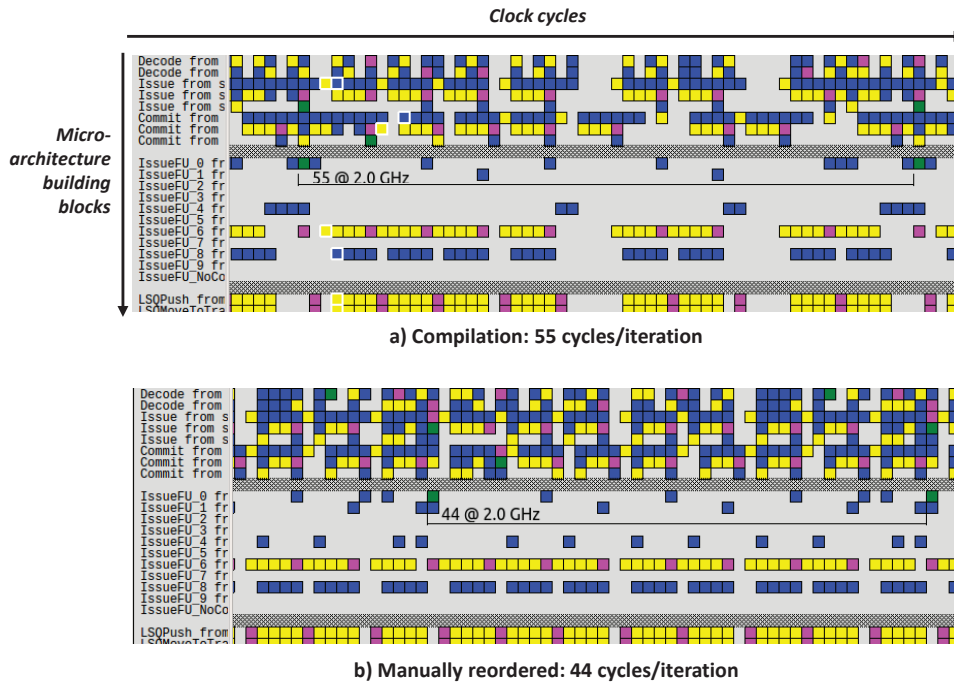 Clock cycles
Micro-
architecture
building
blocks
Decode from
Decode from
Issue from s
Issue from s
Issue from s
Commit from
Commit from
Commit from
IssueFU_0 fr
IssueFU_1 fr
IssueFU_2 fr
IssueFU_3 fr
IssueFU_4 fr
IssueFU_5 fr
IssueFU_6 fr
IssueFU_7 fr
IssueFU_8 fr
IssueFU_9 fr
IssueFU_NoCo
LSQPush_from
LSQMoveToTra
55 @ 2.0 GHz
a) Compilation: 55 cycles/iteration
Decode from
Decode from
Issue from s
Issue from s
Issue from s
Commit from
Commit from
Commit from
IssueFU_0 fr
IssueFU_1 fr
IssueFU_2 fr
IssueFU_3 fr
IssueFU_4 fr
IssueFU_5 fr
IssueFU_6 fr
IssueFU_7 fr
IssueFU_8 fr
IssueFU_9 fr
IssueFU_NoCo
LSQPush_from
LSQMoveToTra
44 @ 2.0 GHz
b) Manually reordered: 44 cycles/iteration